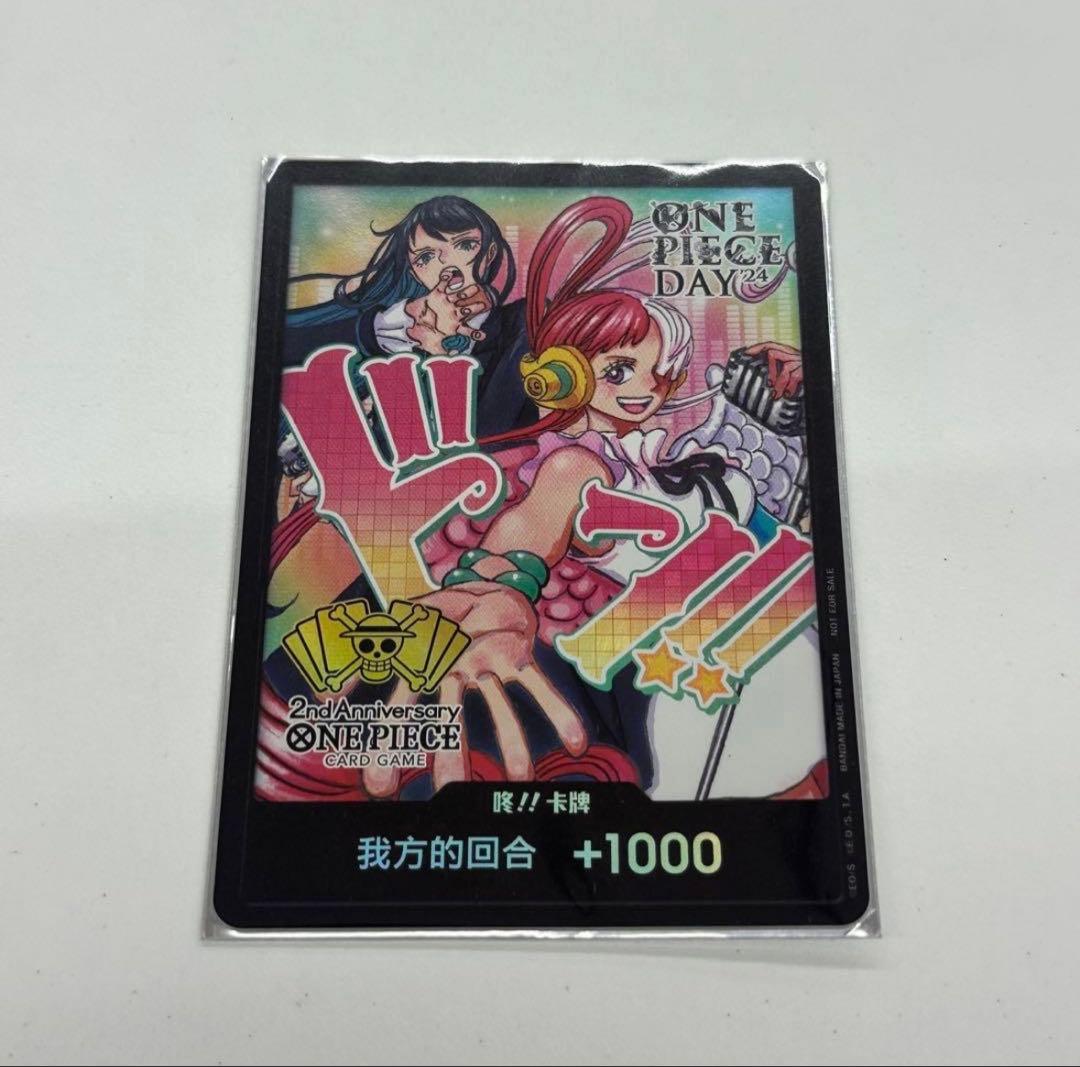 ONE
PIECE
DAY'24
ドン!!
2nd Anniversary
ONE PIECE
CARD GAME
咚!! 卡牌
我方的回合 +1000
©EO/S ©E.O./S.,T.A BANDAI MADE IN JAPAN NOT FOR SALE